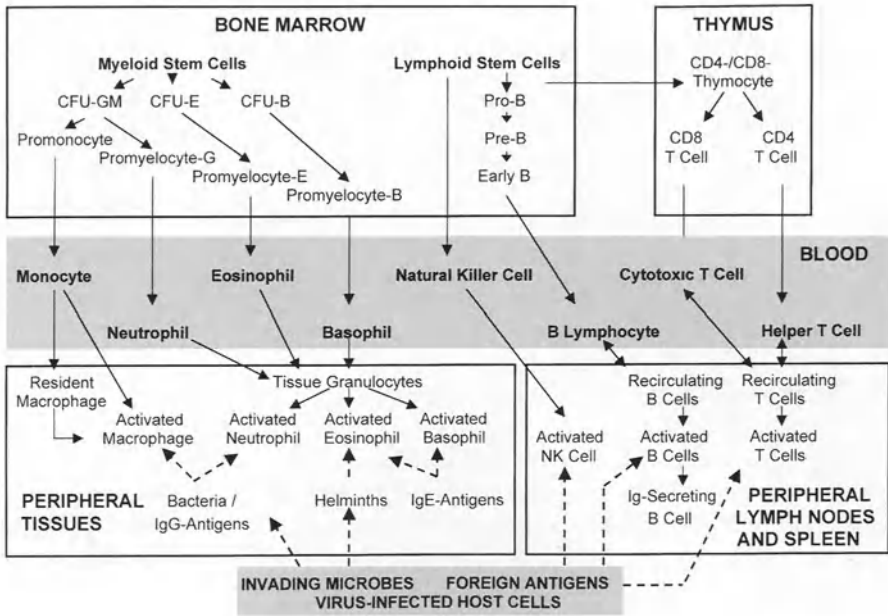 BONE MARROW
Myeloid Stem Cells
CFU-GM CFU-E CFU-B
Promonocyte
Promyelocyte-G
Promyelocyte-E
Promyelocyte-B
Lymphoid Stem Cells
Pro-B
Pre-B
Early B
THYMUS
CD4-/CD8-
Thymocyte
CD8
T Cell
CD4
T Cell
BLOOD
Monocyte Eosinophil Natural Killer Cell Cytotoxic T Cell
Neutrophil Basophil B Lymphocyte Helper T Cell
Resident
Macrophage
Tissue Granulocytes
Activated
Macrophage
Activated
Neutrophil
Activated
Eosinophil
Activated
Basophil
Bacteria /
IgG-Antigens
Helminths
IgE-Antigens
PERIPHERAL
TISSUES
Recirculating
B Cells
Recirculating
T Cells
Activated
NK Cell
Activated
B Cells
Activated
T Cells
Ig-Secreting
B Cell
PERIPHERAL
LYMPH NODES
AND SPLEEN
INVADING MICROBES FOREIGN ANTIGENS
VIRUS-INFECTED HOST CELLS